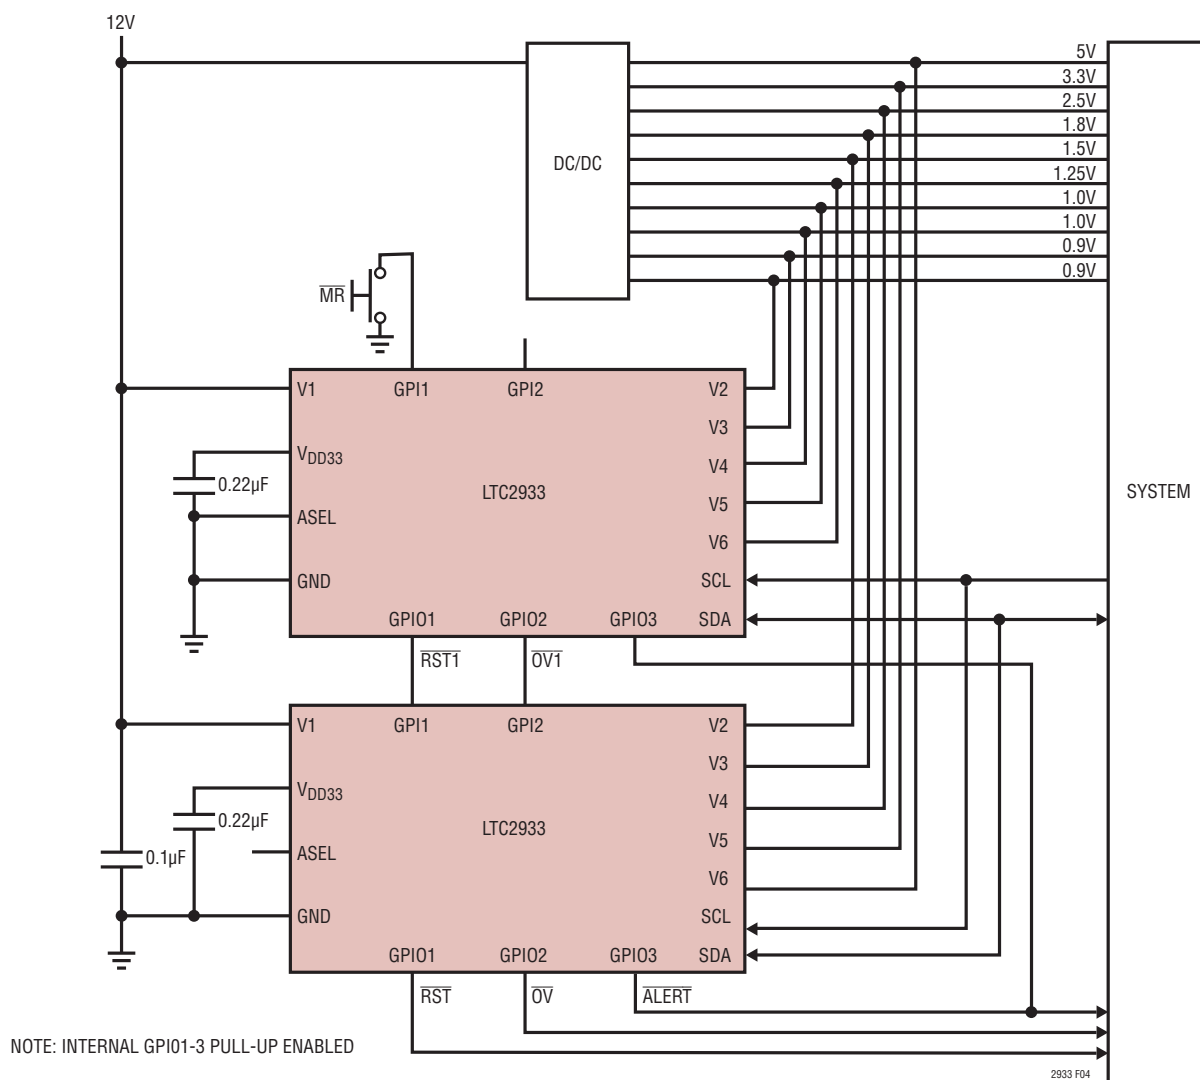 12V
5V
3.3V
2.5V
1.8V
1.5V
1.25V
1.0V
1.0V
0.9V
0.9V
DC/DC
MR
V1
GPI1
GPI2
V2
V3
V4
V5
V6
SCL
SDA
VDD33
0.22µF
ASEL
GND
LTC2933
GPIO1
GPIO2
GPIO3
SYSTEM
RST1
OV1
V1
GPI1
GPI2
V2
V3
V4
V5
V6
SCL
SDA
VDD33
0.22µF
0.1µF
ASEL
GND
LTC2933
GPIO1
GPIO2
GPIO3
RST
OV
ALERT
NOTE: INTERNAL GPI01-3 PULL-UP ENABLED
2933 F04